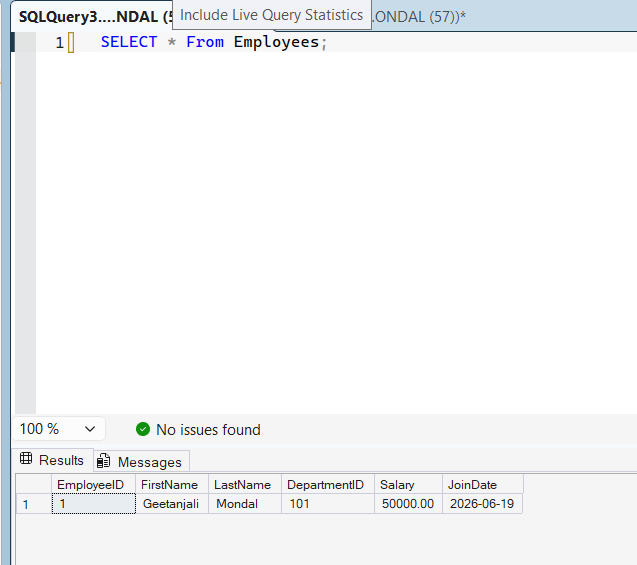 SQLQuery3....NDAL (5
Include Live Query Statistics
.ONDAL (57))*
1 SELECT * From Employees;
100 %
No issues found
Results Messages
EmployeeID FirstName LastName DepartmentID Salary JoinDate
1 1 Geetanjali Mondal 101 50000.00 2026-06-19